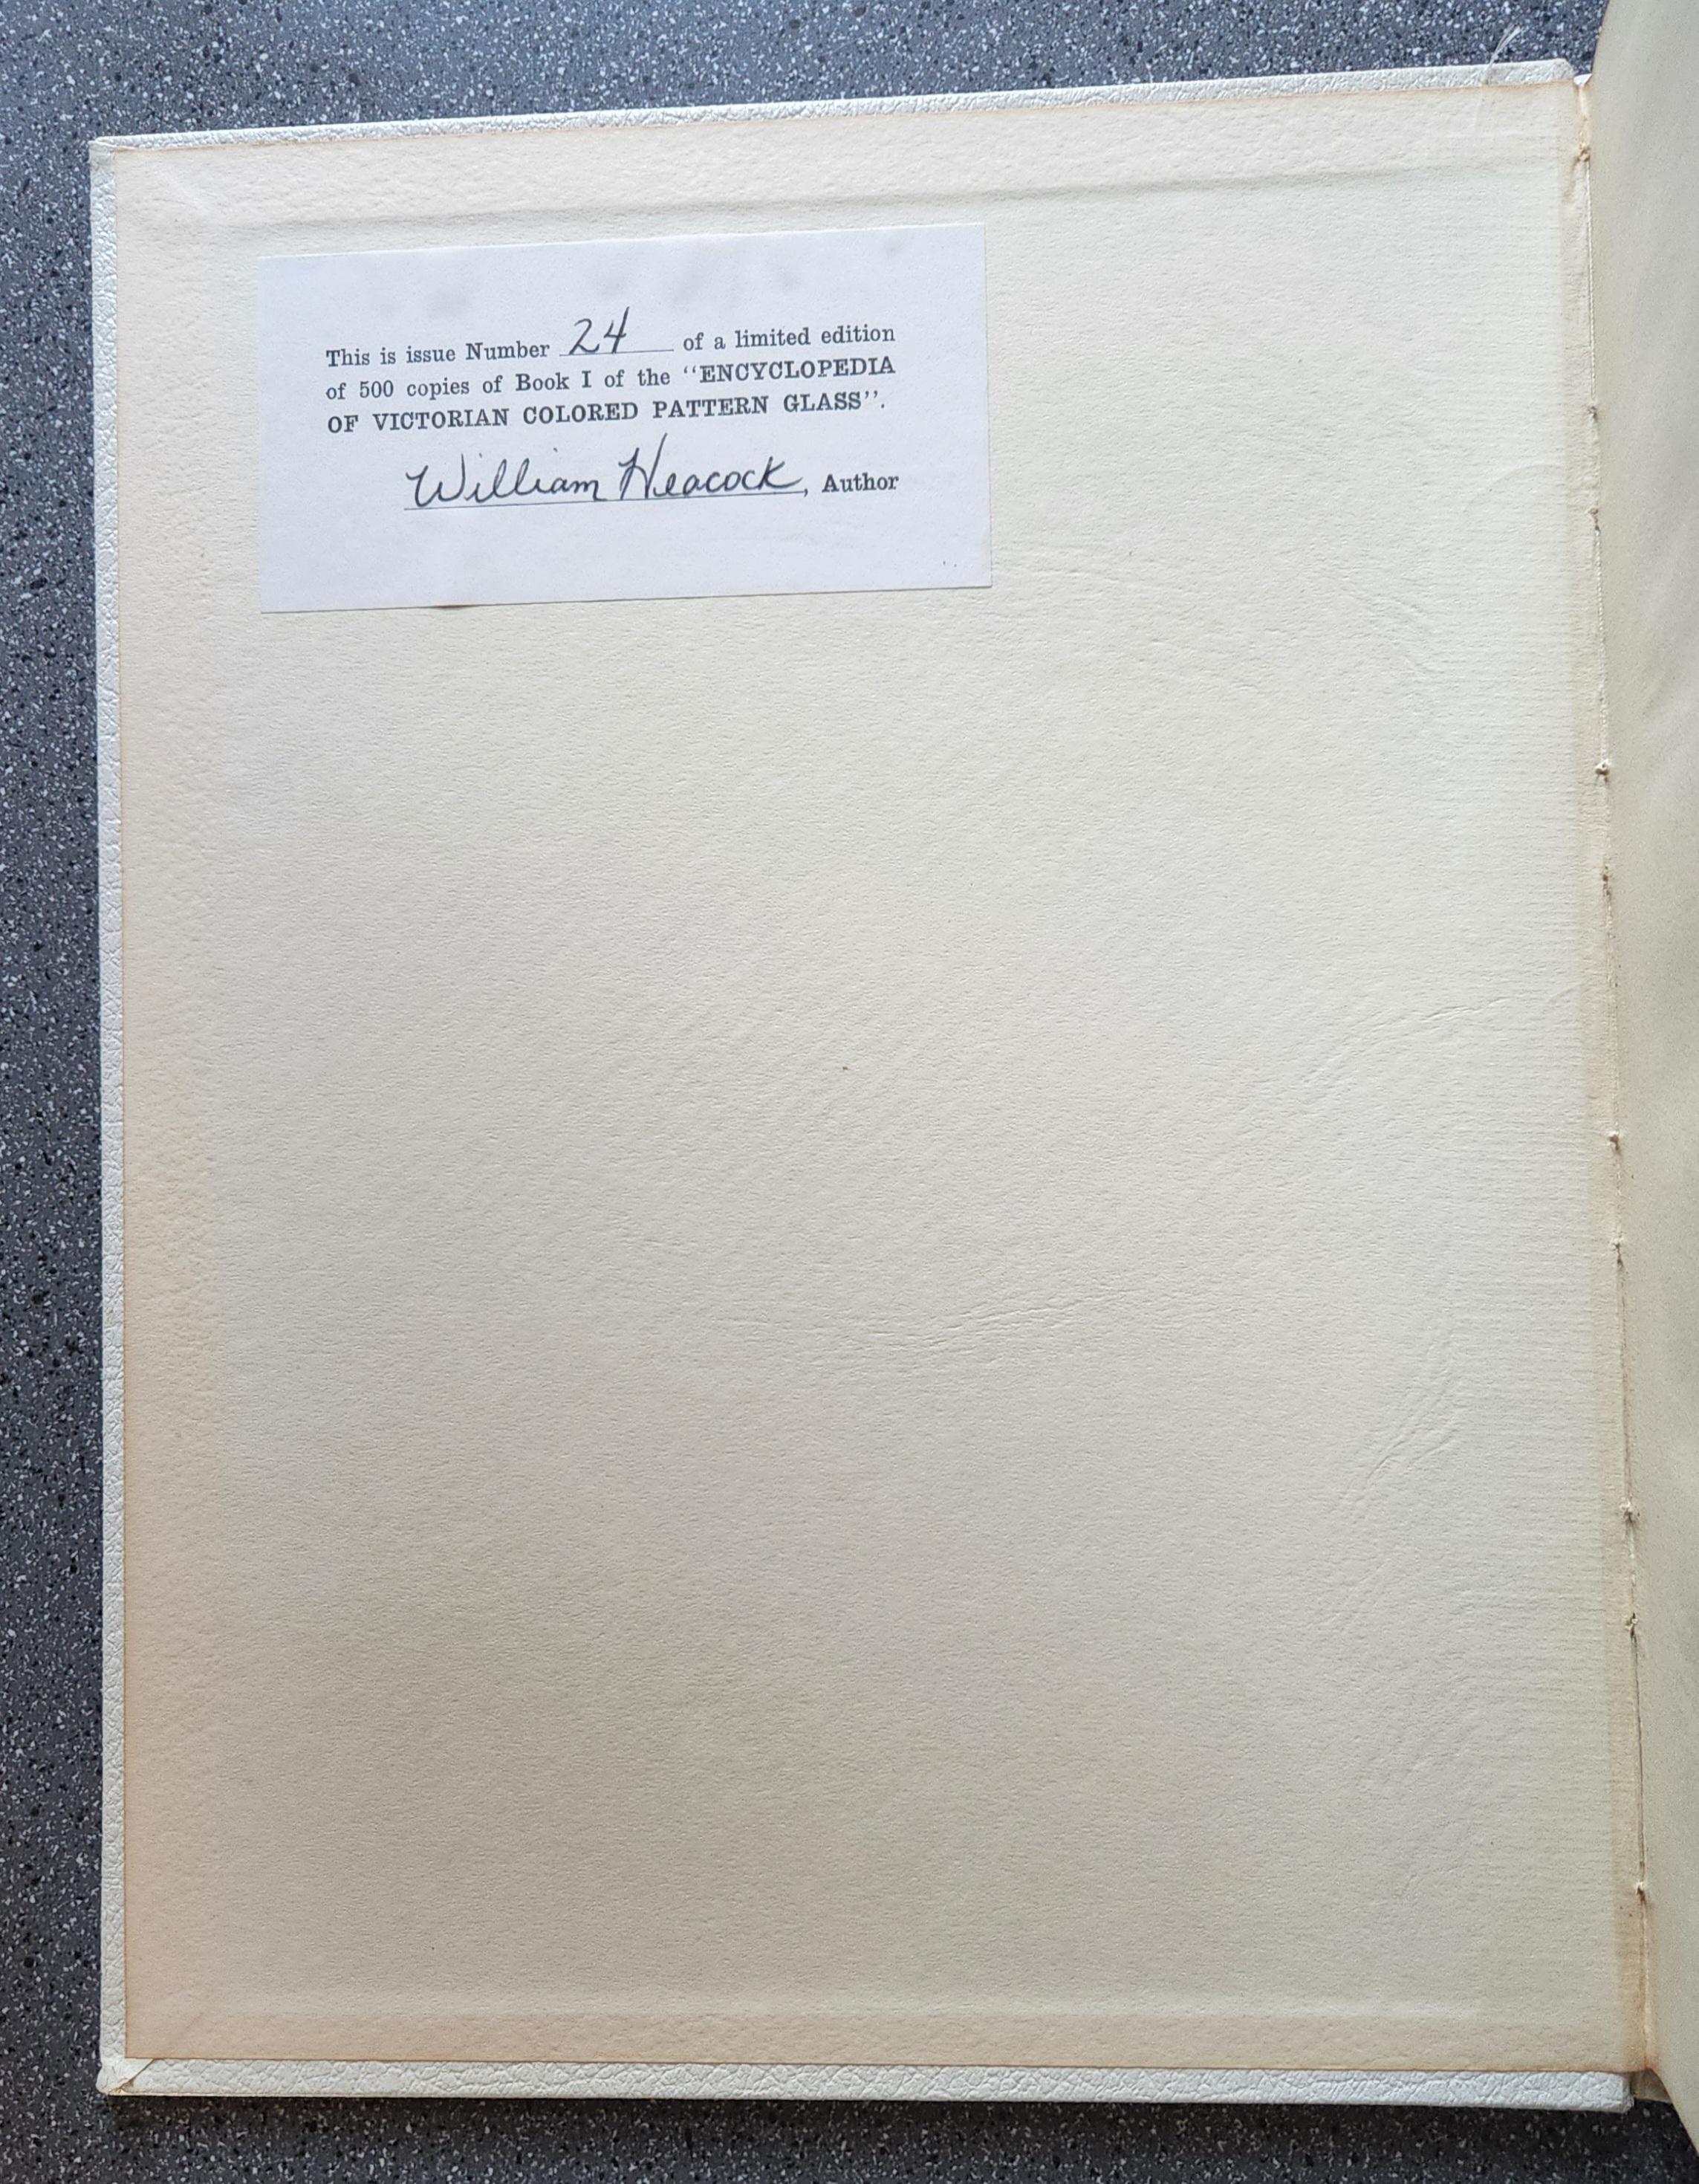 This is issue Number 24 of a limited edition
of 500 copies of Book I of the “ENCYCLOPEDIA
OF VICTORIAN COLORED PATTERN GLASS”.
William Heacock, Author